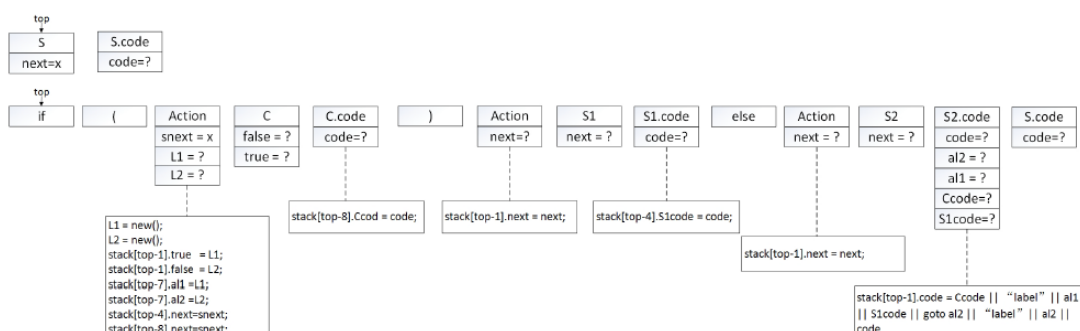 top
S
S.code
next=x
code=?
top
if
(
Action
C
C.code
)
Action
S1
S1.code
else
Action
S2
S2.code
S.code
snext = x
false = ?
code=?
next=?
next = ?
code=?
next = ?
next = ?
code=?
code=?
L1 = ?
true = ?
al2 = ?
L2 = ?
al1 = ?
Ccode=?
S1code=?
stack[top-8].Ccod = code;
stack[top-1].next = next;
stack[top-4].S1code = code;
L1 = new();
L2 = new();
stack[top-1].true = L1;
stack[top-1].false = L2;
stack[top-7].al1 =L1;
stack[top-7].al2 =L2;
stack[top-4].next=snext;
stack[top-8].next=snext;
stack[top-1].next = next;
stack[top-1].code = Ccode || “label” || al1
|| S1code || goto al2 || “label” || al2 ||
code